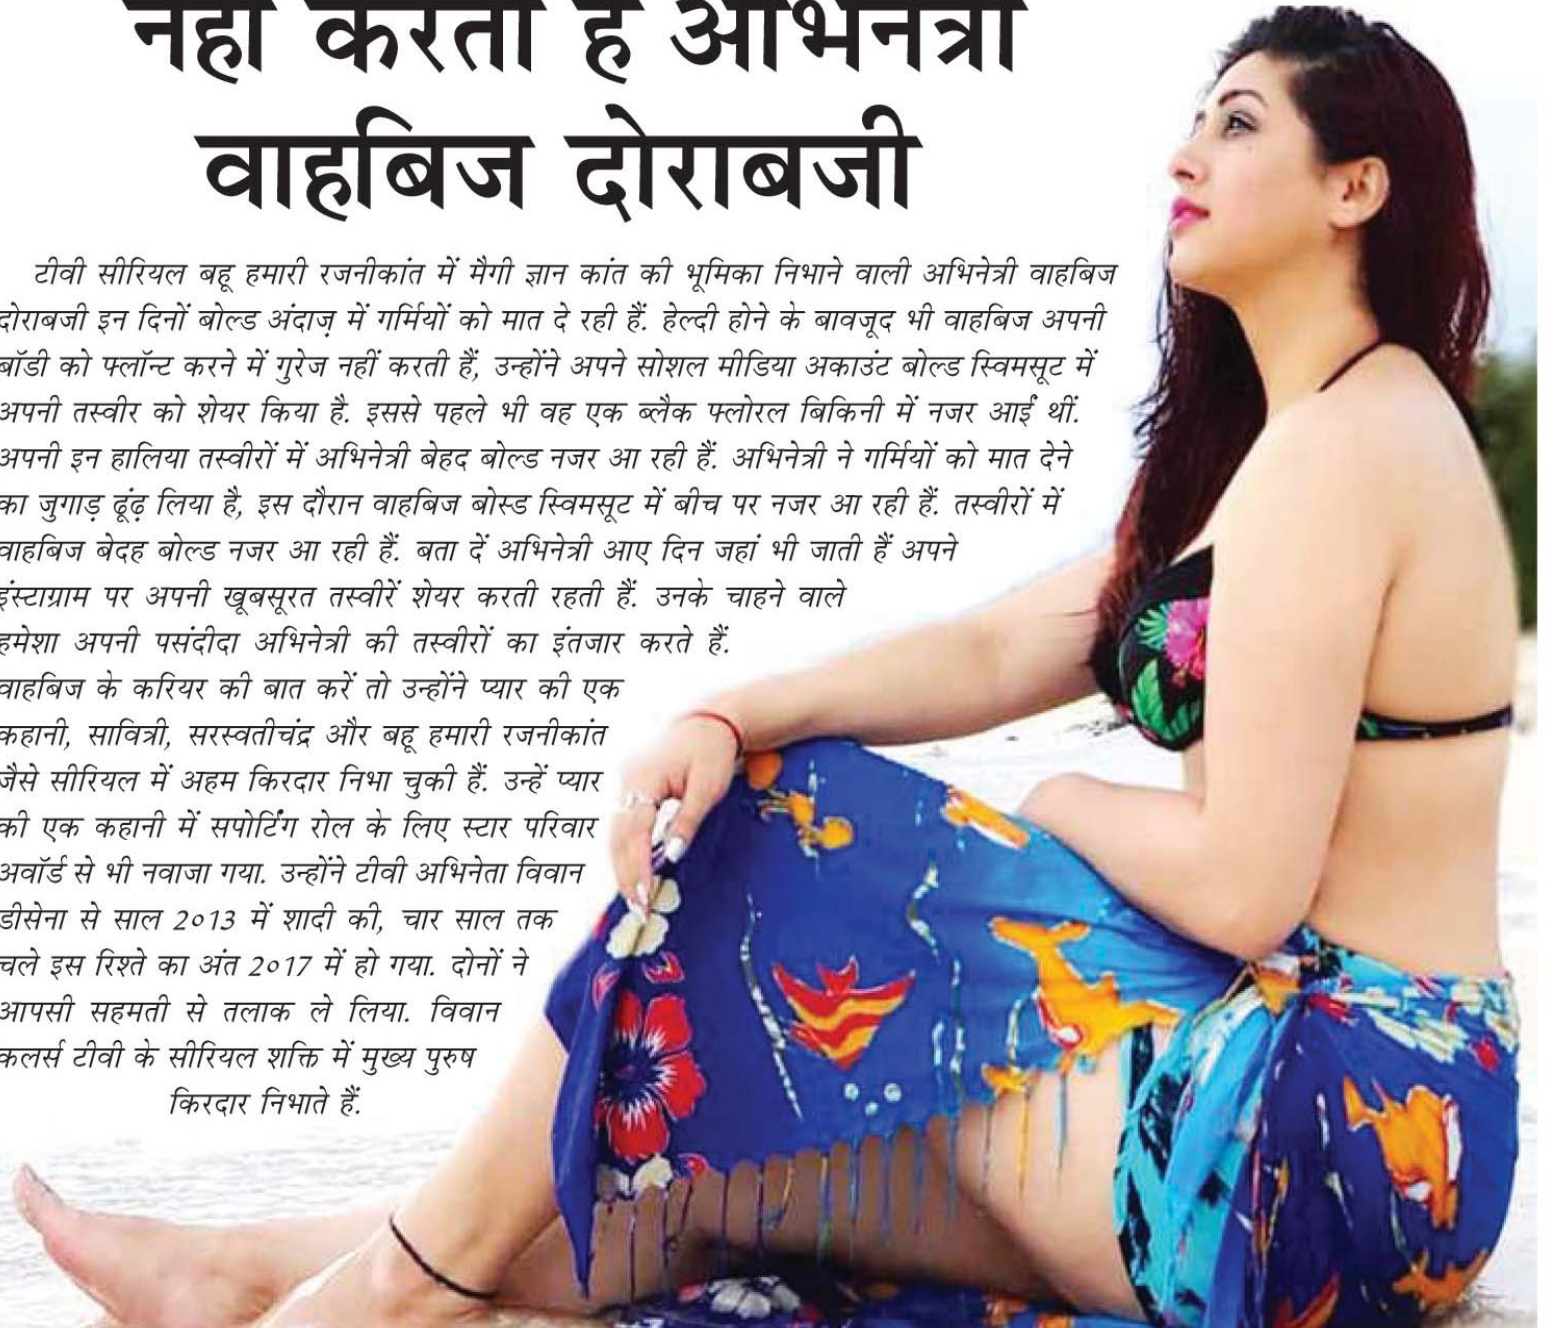 नहीं करती है अभिनेत्री
वाहबिज दोराबजी
टीवी सीरियल बहू हमारी रजनीकांत में मैगी ज्ञान कांत की भूमिका निभाने वाली अभिनेत्री वाहबिज
दोराबजी इन दिनों बोल्ड अंदाज़ में गर्मियों को मात दे रही हैं. हेल्दी होने के बावजूद भी वाहबिज अपनी
बॉडी को फ्लॉन्ट करने में गुरेज नहीं करती हैं, उन्होंने अपने सोशल मीडिया अकाउंट बोल्ड स्विमसूट में
अपनी तस्वीर को शेयर किया है. इससे पहले भी वह एक ब्लैक फ्लोरल बिकिनी में नजर आईं थीं.
अपनी इन हालिया तस्वीरों में अभिनेत्री बेहद बोल्ड नजर आ रही हैं. अभिनेत्री ने गर्मियों को मात देने
का जुगाड़ ढूंढ़ लिया है, इस दौरान वाहबिज बोस्ड स्विमसूट में बीच पर नजर आ रही हैं. तस्वीरों में
वाहबिज बेदह बोल्ड नजर आ रही हैं. बता दें अभिनेत्री आए दिन जहां भी जाती हैं अपने
इंस्टाग्राम पर अपनी खूबसूरत तस्वीरें शेयर करती रहती हैं. उनके चाहने वाले
हमेशा अपनी पसंदीदा अभिनेत्री की तस्वीरों का इंतजार करते हैं.
वाहबिज के करियर की बात करें तो उन्होंने प्यार की एक
कहानी, सावित्री, सरस्वतीचंद्र और बहू हमारी रजनीकांत
जैसे सीरियल में अहम किरदार निभा चुकी हैं. उन्हें प्यार
की एक कहानी में सपोर्टिंग रोल के लिए स्टार परिवार
अवॉर्ड से भी नवाजा गया. उन्होंने टीवी अभिनेता विवान
डीसेना से साल 2०13 में शादी की, चार साल तक
चले इस रिश्ते का अंत 2०17 में हो गया. दोनों ने
आपसी सहमती से तलाक ले लिया. विवान
कलर्स टीवी के सीरियल शक्ति में मुख्य पुरुष
किरदार निभाते हैं.